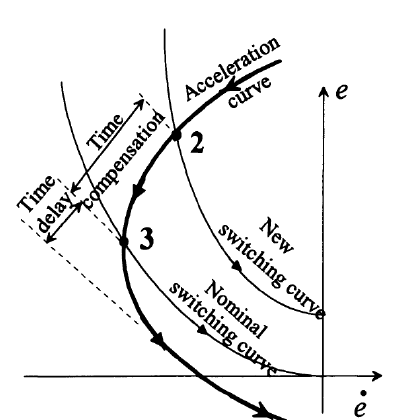 Acceleration
curve
e
Time
compensation
2
Time
delay
3
New
switching curve
Nominal
switching curve
ė